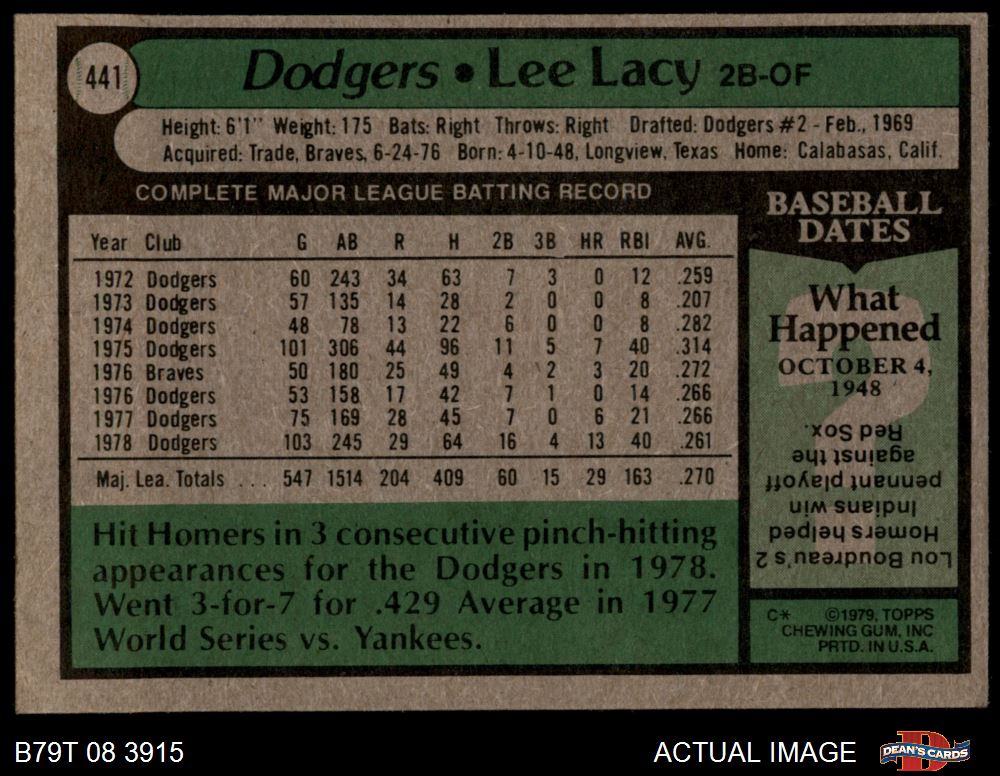 441
Dodgers • Lee Lacy 2B-OF
Height: 6'1" Weight: 175 Bats: Right Throws: Right Drafted: Dodgers #2 - Feb., 1969
Acquired: Trade, Braves, 6-24-76 Born: 4-10-48, Longview, Texas Home: Calabasas, Calif.
COMPLETE MAJOR LEAGUE BATTING RECORD
Year Club G AB R H 2B 3B HR RBI AVG.
1972 Dodgers 60 243 34 63 7 3 0 12 .259
1973 Dodgers 57 135 14 28 2 0 0 8 .207
1974 Dodgers 48 78 13 22 6 0 0 8 .282
1975 Dodgers 101 306 44 96 11 5 7 40 .314
1976 Braves 50 180 25 49 4 2 3 20 .272
1976 Dodgers 53 158 17 42 7 1 0 14 .266
1977 Dodgers 75 169 28 45 7 0 6 21 .266
1978 Dodgers 103 245 29 64 16 4 13 40 .261
Maj. Lea. Totals ... 547 1514 204 409 60 15 29 163 .270
Hit Homers in 3 consecutive pinch-hitting
appearances for the Dodgers in 1978.
Went 3-for-7 for .429 Average in 1977
World Series vs. Yankees.
BASEBALL
DATES
What
Happened
OCTOBER 4,
1948
Lou Boudreau's 2
Homers helped
Indians win
pennant playoff
against the
Red Sox.
C* ©1979, TOPPS
CHEWING GUM, INC
PRTD. IN U.S.A.
B79T 08 3915
ACTUAL IMAGE
DEAN'S CARDS